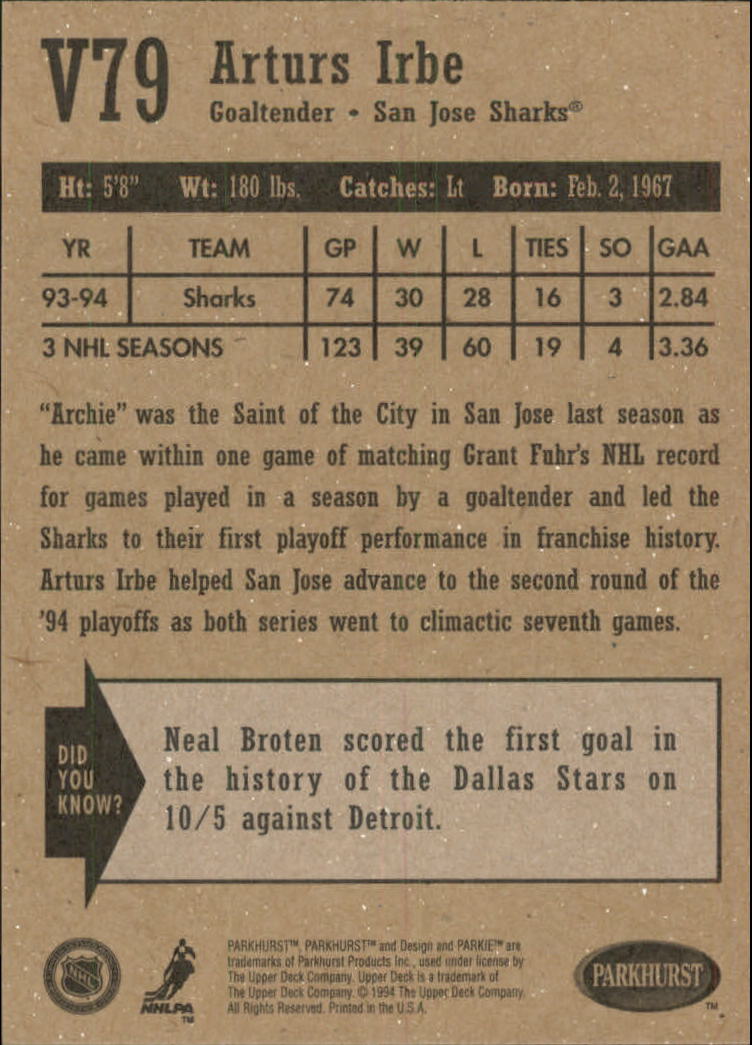 V79 Arturs Irbe
Goaltender • San Jose Sharks®
Ht: 5'8” Wt: 180 lbs. Catches: Lt Born: Feb. 2, 1967
YR TEAM GP W L TIES SO GAA
93-94 Sharks 74 30 28 16 3 2.84
3 NHL SEASONS 123 39 60 19 4 3.36
“Archie” was the Saint of the City in San Jose last season as
he came within one game of matching Grant Fuhr's NHL record
for games played in a season by a goaltender and led the
Sharks to their first playoff performance in franchise history.
Arturs Irbe helped San Jose advance to the second round of the
'94 playoffs as both series went to climactic seventh games.
DID
YOU
KNOW?
Neal Broten scored the first goal in
the history of the Dallas Stars on
10/5 against Detroit.
NHL
NHLPA
TM
PARKHURST™, PARKHURST™ and Design and PARKIE™ are
trademarks of Parkhurst Products Inc., used under license by
The Upper Deck Company. Upper Deck is a trademark of
The Upper Deck Company. © 1994 The Upper Deck Company.
All Rights Reserved. Printed in the U.S.A.
PARKHURST
TM